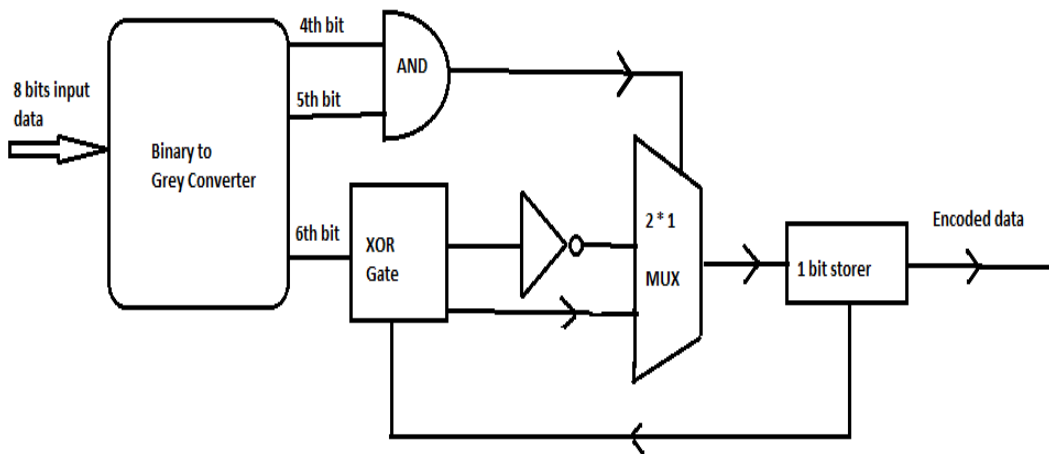 8 bits input
data
Binary to
Grey Converter
4th bit
5th bit
AND
6th bit
XOR
Gate
2 * 1
MUX
1 bit storer
Encoded data